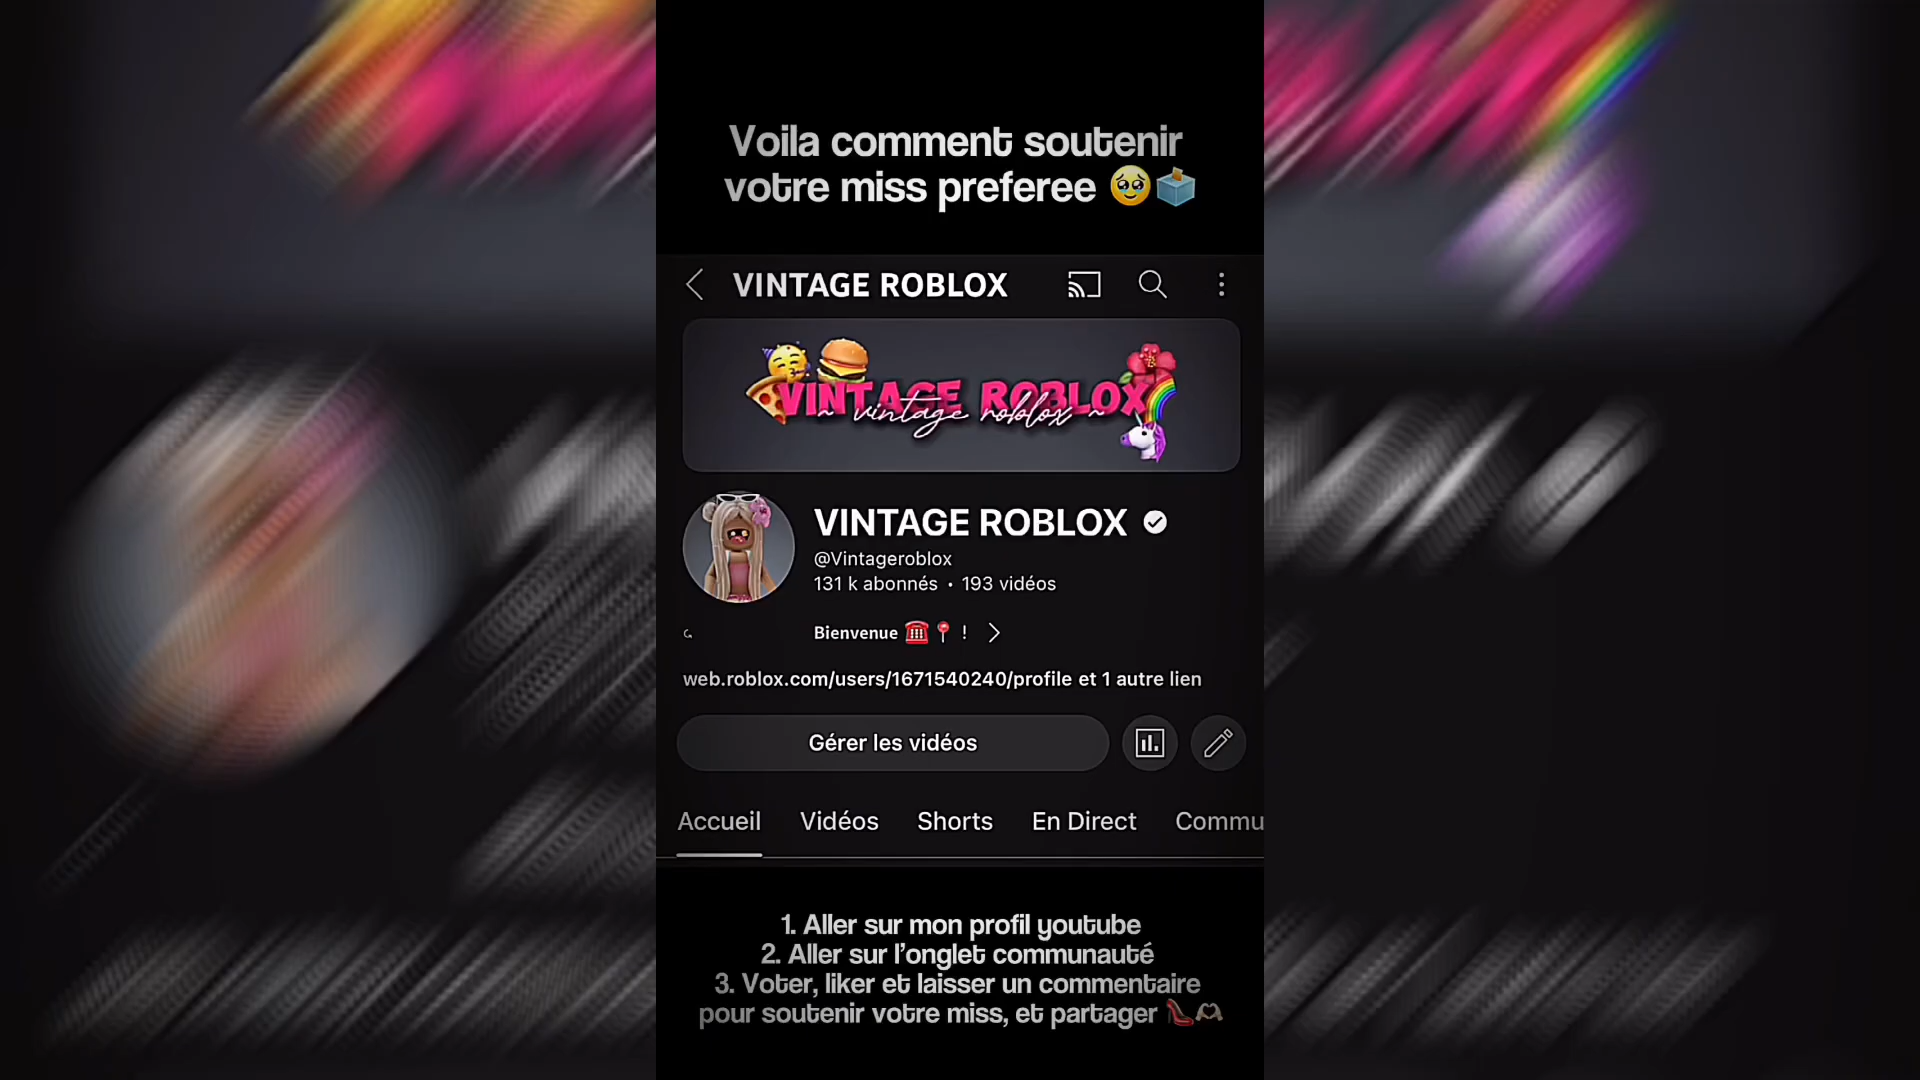 Voila comment soutenir
votre miss preferee 🥹🗳️
VINTAGE ROBLOX
VINTAGE ROBLOX
~ vintage roblox ~
VINTAGE ROBLOX
@Vintageroblox
131 k abonnés • 193 vidéos
Bienvenue ☎️📍 !
web.roblox.com/users/1671540240/profile et 1 autre lien
Gérer les vidéos
Accueil Vidéos Shorts En Direct Commu
1. Aller sur mon profil youtube
2. Aller sur l’onglet communauté
3. Voter, liker et laisser un commentaire
pour soutenir votre miss, et partager 👠🫶🏽